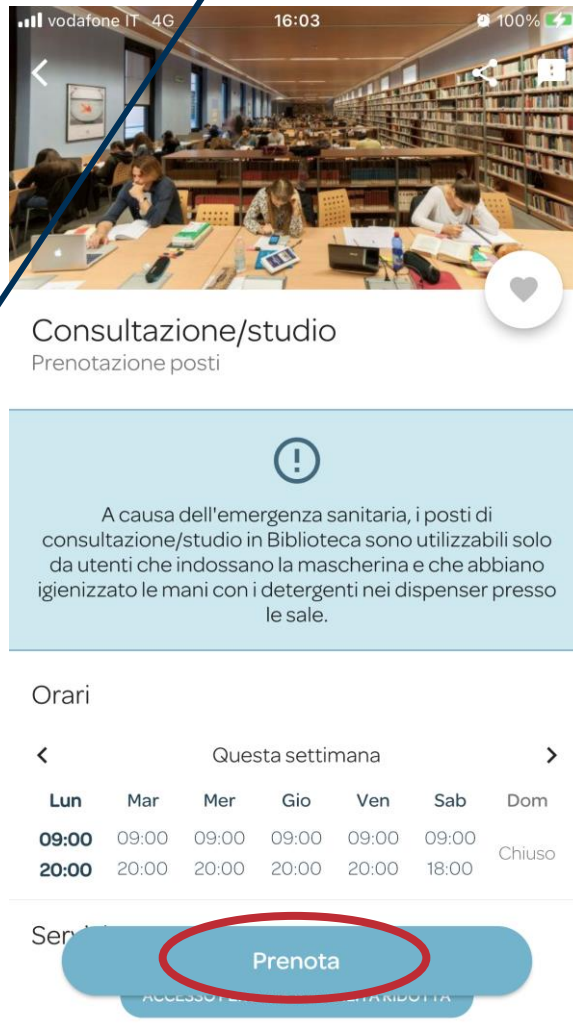 vodafone IT 4G 16:03 100%
Consultazione/studio
Prenotazione posti
A causa dell'emergenza sanitaria, i posti di
consultazione/studio in Biblioteca sono utilizzabili solo
da utenti che indossano la mascherina e che abbiano
igienizzato le mani con i detergenti nei dispenser presso
le sale.
Orari
< Questa settimana >
Lun Mar Mer Gio Ven Sab Dom
09:00 09:00 09:00 09:00 09:00 09:00 Chiuso
20:00 20:00 20:00 20:00 20:00 18:00
Prenota